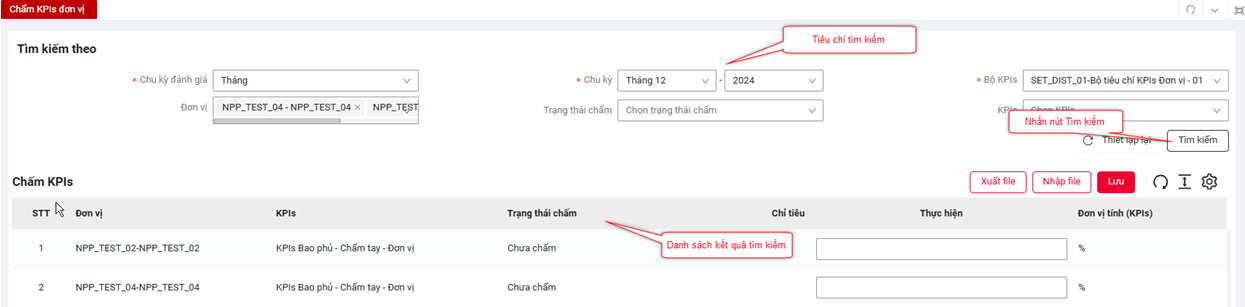 Chấm KPIs đơn vị
Tìm kiếm theo
Tiêu chí tìm kiếm
* Chu kỳ đánh giá Tháng * Chu kỳ Tháng 12 - 2024 * Bộ KPIs SET_DIST_01-Bộ tiêu chí KPIs Đơn vị - 01
Đơn vị NPP_TEST_04 - NPP_TEST_04 × NPP_TEST Trạng thái chấm Chọn trạng thái chấm KPIs Chọn KPIs
Nhấn nút Tìm kiếm
Thiết lập lại Tìm kiếm
Chấm KPIs Xuất file Nhập file Lưu
STT Đơn vị KPIs Trạng thái chấm Chỉ tiêu Thực hiện Đơn vị tính (KPIs)
Danh sách kết quả tìm kiếm
1 NPP_TEST_02-NPP_TEST_02 KPIs Bao phủ - Chấm tay - Đơn vị Chưa chấm %
2 NPP_TEST_04-NPP_TEST_04 KPIs Bao phủ - Chấm tay - Đơn vị Chưa chấm %